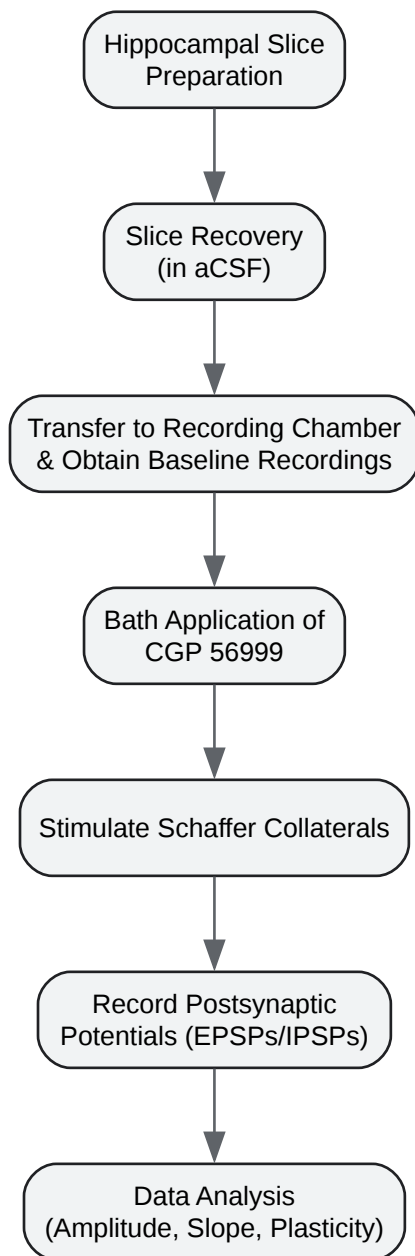 Hippocampal Slice
Preparation
Slice Recovery
(in aCSF)
Transfer to Recording Chamber
& Obtain Baseline Recordings
Bath Application of
CGP 56999
Stimulate Schaffer Collaterals
Record Postsynaptic
Potentials (EPSPs/IPSPs)
Data Analysis
(Amplitude, Slope, Plasticity)